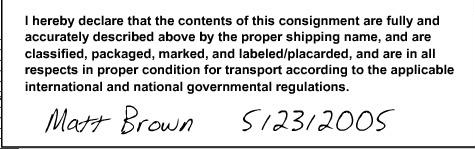 I hereby declare that the contents of this consignment are fully and
accurately described above by the proper shipping name, and are
classified, packaged, marked, and labeled/placarded, and are in all
respects in proper condition for transport according to the applicable
international and national governmental regulations.
Matt Brown 5/23/2005